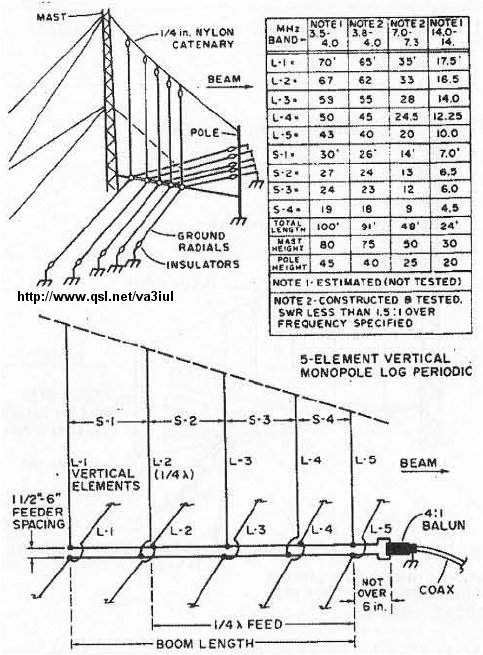 MAST
1/4 in. NYLON
CATENARY
BEAM
POLE
GROUND
RADIALS
INSULATORS
http://www.qsl.net/va3iul
MHz BAND= NOTE 1 3.5- 4.0 NOTE 2 3.8- 4.0 NOTE 2 7.0- 7.3 NOTE 1 14.0- 14.
L-1= 70' 65' 35' 17.5'
L-2= 67 62 33 16.5
L-3= 53 55 28 14.0
L-4= 50 45 24.5 12.25
L-5= 43 40 20 10.0
S-1= 30' 26' 14' 7.0'
S-2= 27 24 13 6.5
S-3= 24 23 12 6.0
S-4= 19 18 9 4.5
TOTAL LENGTH 100' 91' 48' 24'
MAST HEIGHT 80 75 50 30
POLE HEIGHT 45 40 25 20
NOTE 1- ESTIMATED (NOT TESTED)
NOTE 2-CONSTRUCTED & TESTED.
SWR LESS THAN 1.5:1 OVER
FREQUENCY SPECIFIED
5-ELEMENT VERTICAL
MONOPOLE LOG PERIODIC
S-1 S-2 S-3 S-4
L-1 L-2 L-3 L-4 L-5
VERTICAL
ELEMENTS
(1/4 λ)
BEAM
1 1/2"-6"
FEEDER
SPACING
L-1 L-2 L-3 L-4 L-5
4:1
BALUN
COAX
NOT
OVER
6 in.
1/4 λ FEED
BOOM LENGTH